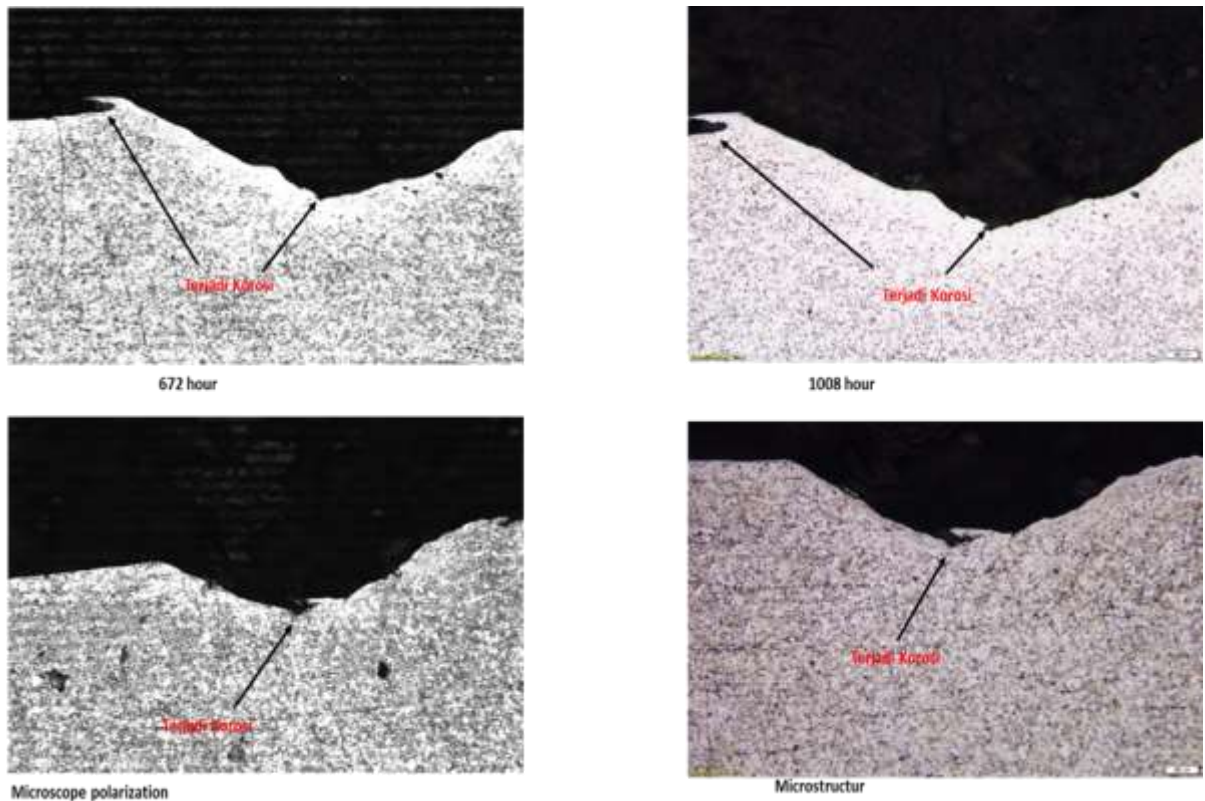 Terjadi Korosi
Terjadi Korosi
672 hour
1008 hour
Terjadi Korosi
Terjadi Korosi
Microscope polarization
Microstructur